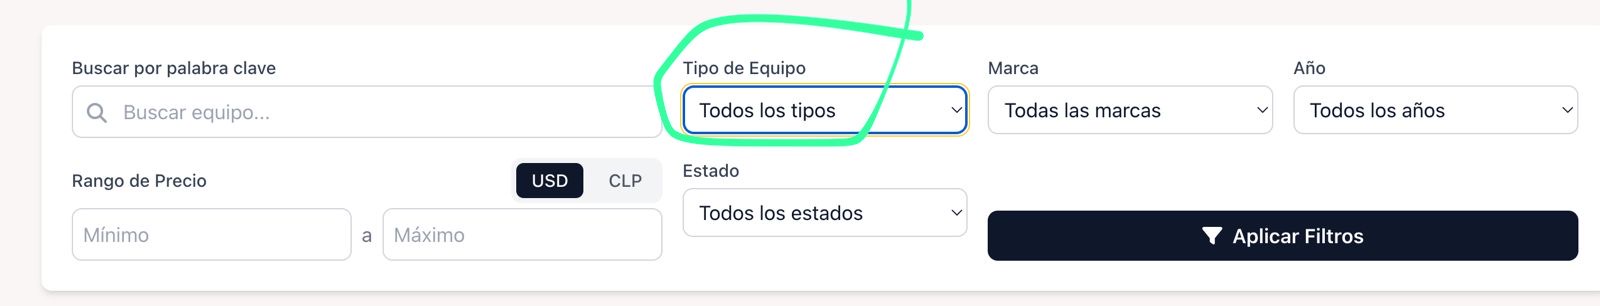 Buscar por palabra clave
Buscar equipo...
Tipo de Equipo
Todos los tipos
Marca
Todas las marcas
Año
Todos los años
Rango de Precio
USD
CLP
Mínimo
a
Máximo
Estado
Todos los estados
Aplicar Filtros